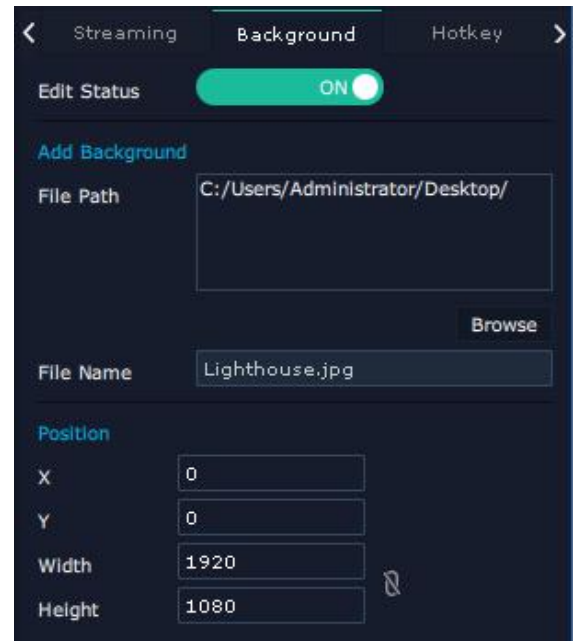 Streaming Background Hotkey
Edit Status ON
Add Background
File Path C:/Users/Administrator/Desktop/
Browse
File Name Lighthouse.jpg
Position
X 0
Y 0
Width 1920
Height 1080